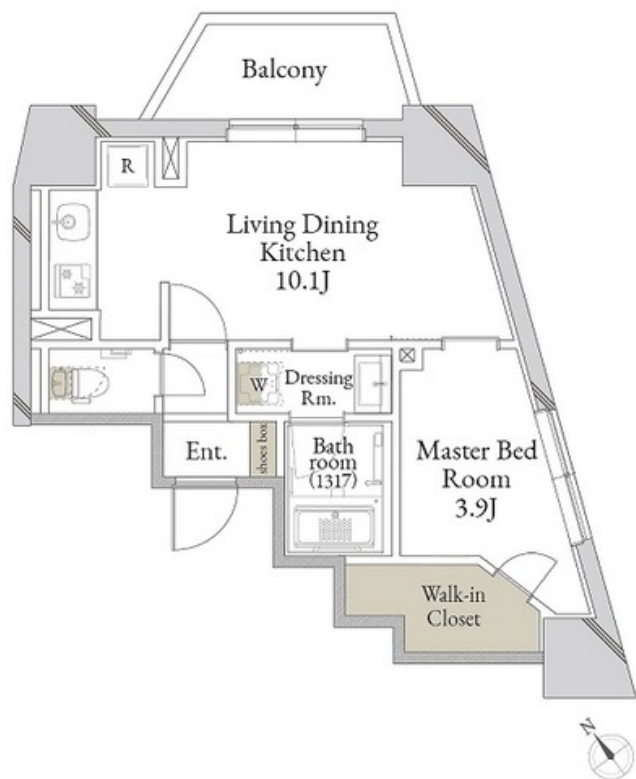 Balcony
R
Living Dining
Kitchen
10.1J
W
Dressing
Rm.
Ent.
shoes box
Bath
room
(1317)
Master Bed
Room
3.9J
Walk-in
Closet
N